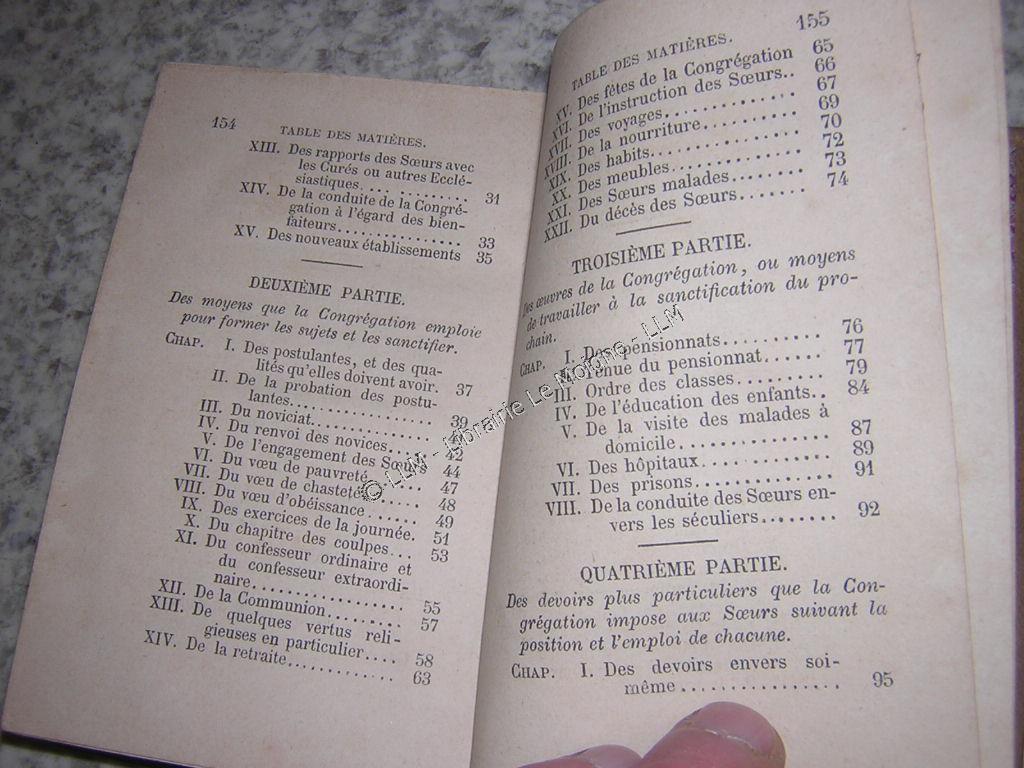 154 TABLE DES MATIÈRES.
XIII. Des rapports des Sœurs avec
les Curés ou autres Ecclé-
siastiques. ... ........... 31
XIV. De la conduite de la Congré-
gation à l'égard des bien-
faiteurs................ 33
XV. Des nouveaux établissements 35
DEUXIÈME PARTIE.
Des moyens que la Congrégation emploie
pour former les sujets et les sanctifier.
CHAP. I. Des postulantes, et des qua-
lités qu'elles doivent avoir. 37
II. De la probation des postu-
lantes.................. 39
III. Du noviciat..............
IV. Du renvoi des novices..... 42
V. De l'engagement des Sœurs 44
VI. Du vœu de pauvreté....... 47
VII. Du vœu de chasteté....... 48
VIII. Du vœu d'obéissance...... 49
IX. Des exercices de la journée. 51
X. Du chapitre des coulpes... 53
XI. Du confesseur ordinaire et
du confesseur extraordi-
naire.................. 55
XII. De la Communion.......... 57
XIII. De quelques vertus reli-
gieuses en particulier.... 58
XIV. De la retraite............. 63
TABLE DES MATIÈRES. 155
XV. Des fêtes de la Congrégation 65
XVI. De l'instruction des Sœurs.. 66
XVII. Des voyages.............. 67
XVIII. De la nourriture.......... 69
XIX. Des habits............... 70
XX. Des meubles............. 72
XXI. Des Sœurs malades........ 73
XXII. Du décès des Sœurs....... 74
TROISIÈME PARTIE.
Des œuvres de la Congrégation, ou moyens
de travailler à la sanctification du pro-
chain.
CHAP. I. Des pensionnats.......... 76
II. Tenue du pensionnat...... 77
III. Ordre des classes......... 79
IV. De l'éducation des enfants.. 84
V. De la visite des malades à
domicile............... 87
VI. Des hôpitaux............. 89
VII. Des prisons.............. 91
VIII. De la conduite des Sœurs en-
vers les séculiers........ 92
QUATRIÈME PARTIE.
Des devoirs plus particuliers que la Con-
grégation impose aux Sœurs suivant la
position et l'emploi de chacune.
CHAP. I. Des devoirs envers soi-
même................ 95
© LLM - Librairie Le Moigne - LLM